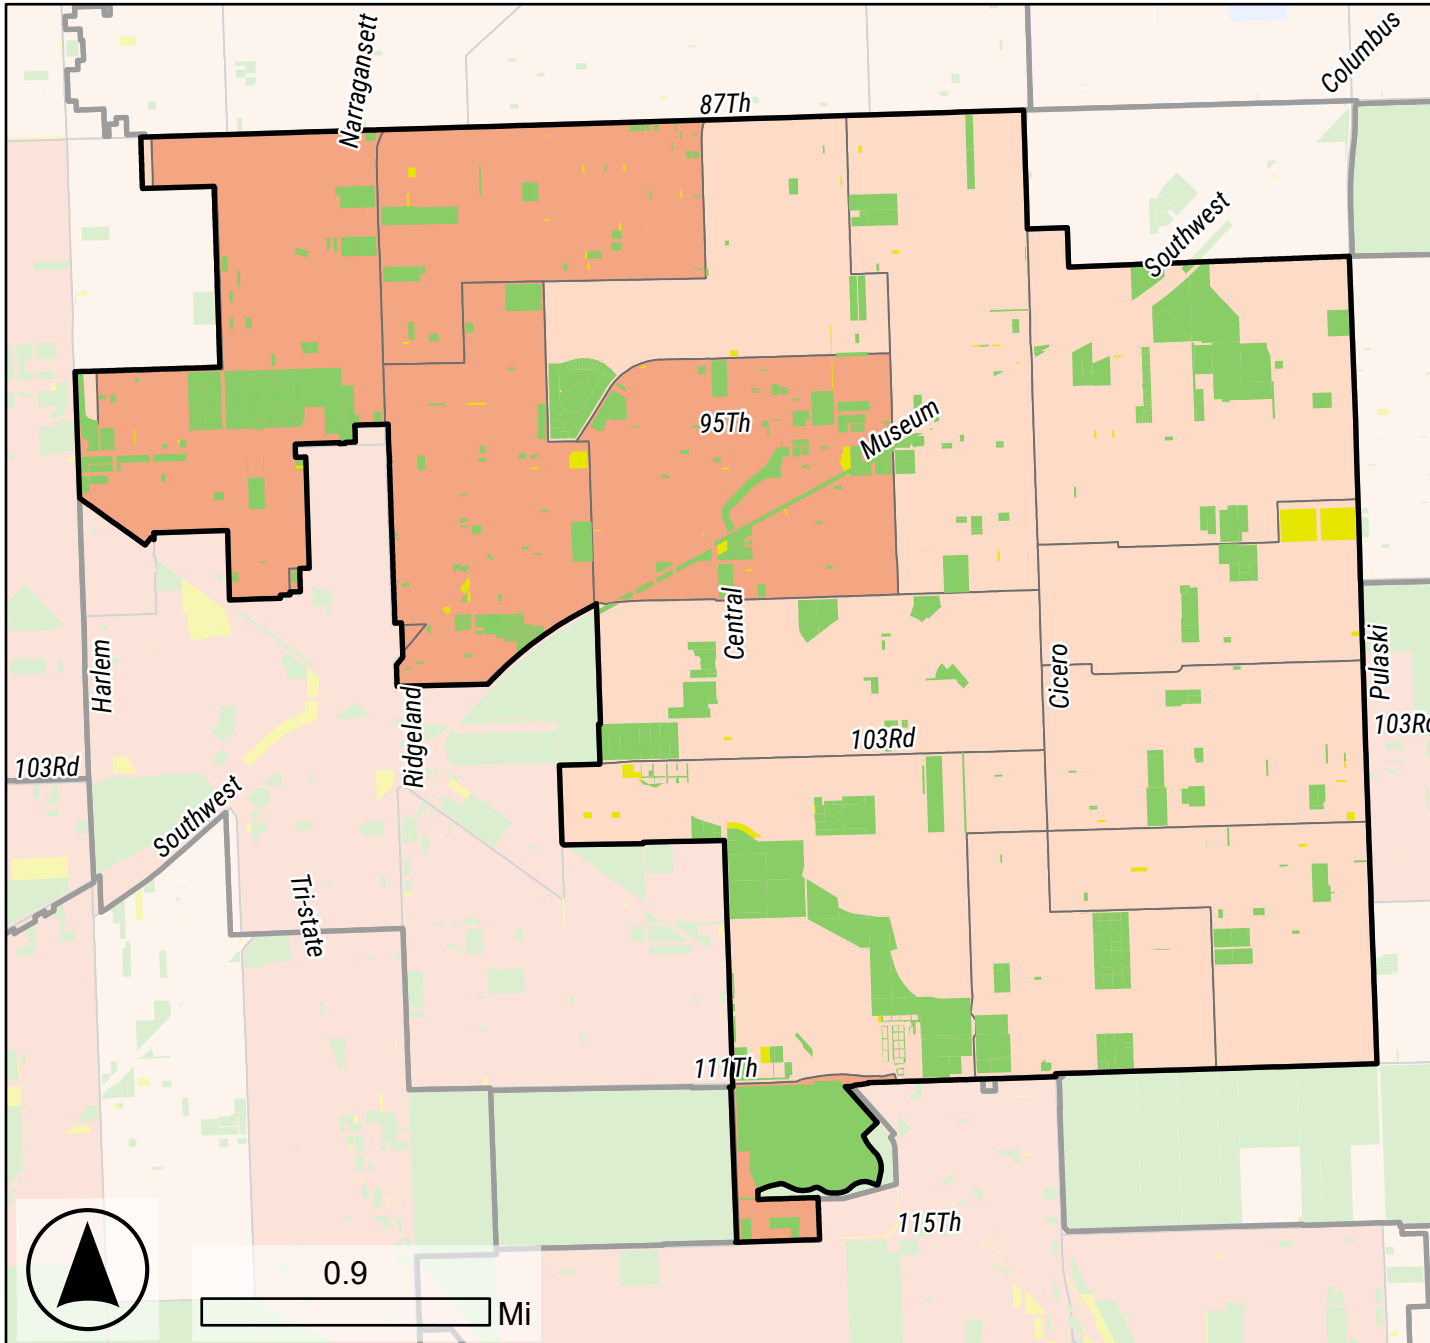 Columbus
Narragansett
87Th
Southwest
95Th
Museum
Central
Harlem
Cicero
Pulaski
Ridgeland
103Rd
103Rd
103Rd
Southwest
Tri-state
111Th
115Th
0.9
Mi